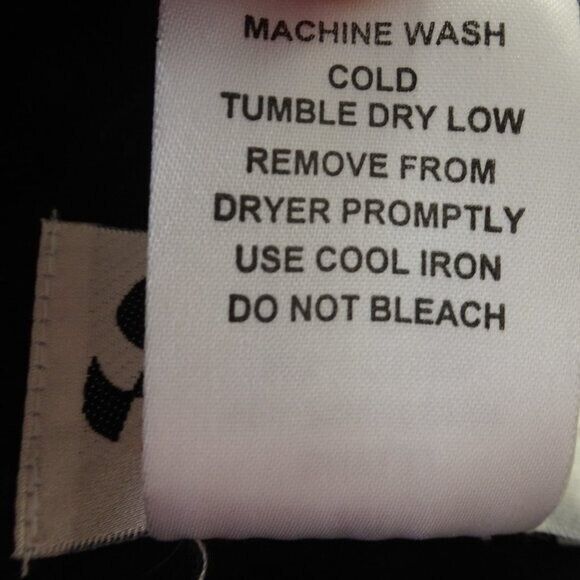 MACHINE WASH
COLD
TUMBLE DRY LOW
REMOVE FROM
DRYER PROMPTLY
USE COOL IRON
DO NOT BLEACH